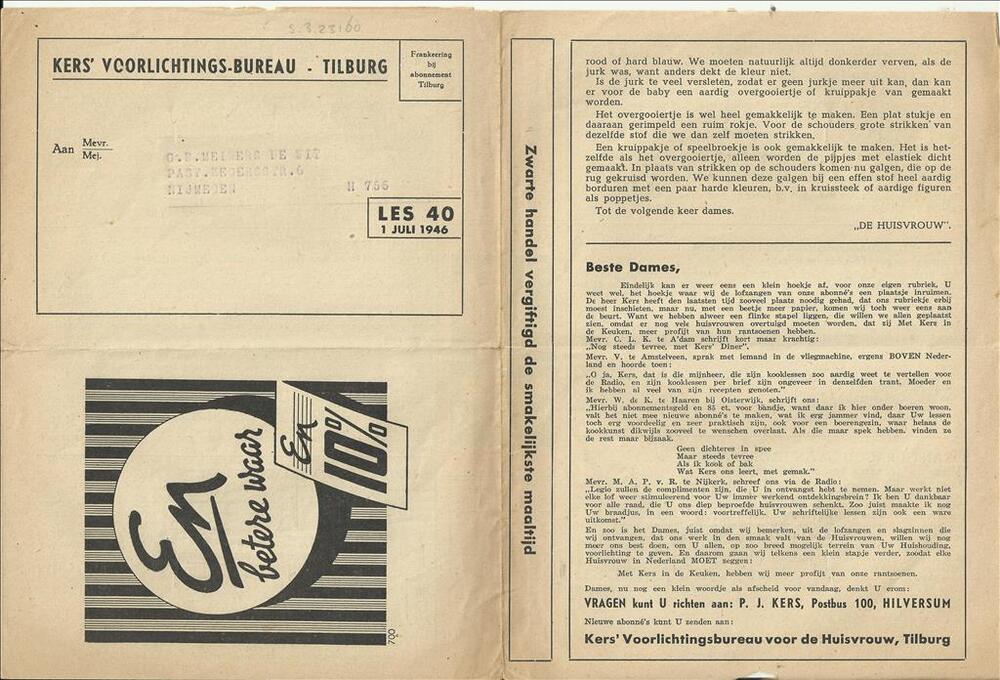 S.3.23160
KERS' VOORLICHTINGS-BUREAU - TILBURG
Frankeering
bij
abonnement
Tilburg
Aan Mevr.
Mej.
PAST.
NIJMEGEN H 766
LES 40
1 JULI 1946
En
betere waar
En
10%
700
Zwarte handel vergiftigd de smakelijkste maaltijd
rood of hard blauw. We moeten natuurlijk altijd donkerder verven, als de
jurk was, want anders dekt de kleur niet.
Is de jurk te veel versleten, zodat er geen jurkje meer uit kan, dan kan
er voor de baby een aardig overgooiertje of kruippakje van gemaakt
worden.
Het overgooiertje is wel heel gemakkelijk te maken. Een plat stukje en
daaraan gerimpeld een ruim rokje. Voor de schouders grote strikken van
dezelfde stof die we dan zelf moeten strikken.
Een kruippakje of speelbroekje is ook gemakkelijk te maken. Het is het-
zelfde als het overgooiertje, alleen worden de pijpjes met elastiek dicht
gemaakt. In plaats van strikken op de schouders komen nu galgen, die op de
rug gekruist worden. We kunnen deze galgen bij een effen stof heel aardig
borduren met een paar harde kleuren, b.v. in kruissteek of aardige figuren
als poppetjes.
Tot de volgende keer dames.
„DE HUISVROUW".
Beste Dames,
Eindelijk kan er weer eens een klein hoekje af, voor onze eigen rubriek, U
weet wel, het hoekje waar wij de lofzangen van onze abonné's een plaatsje inruimen.
De heer Kers heeft den laatsten tijd zooveel plaats noodig gehad, dat ons rubriekje erbij
moest inschieten, maar nu, met een beetje meer papier, komen wij toch weer eens aan
de beurt. Want we hebben alweer een flinke stapel liggen, die willen we allen geplaatst
zien, omdat er nog vele huisvrouwen overtuigd moeten worden, dat zij Met Kers in
de Keuken, meer profijt van hun rantsoenen hebben.
Mevr. C. L. K. te A'dam schrijft kort maar krachtig:
„Nog steeds tevree, met Kers' Diner".
Mevr. V. te Amstelveen, sprak met iemand in de vliegmachine, ergens BOVEN Neder-
land en hoorde toen:
„O ja, Kers, dat is die mijnheer, die zijn kooklessen zoo aardig weet te vertellen voor
de Radio, en zijn kooklessen per brief zijn ongeveer in denzelfden trant. Moeder en
ik hebben al veel van zijn recepten genoten."
Mevr. W. de K. te Haaren bij Oisterwijk, schrijft ons:
„Hierbij abonnementsgeld en 85 ct. voor bandje, want daar ik hier onder boeren woon,
valt het niet mee nieuwe abonné's te maken, wat ik erg jammer vind, daar Uw lessen
toch erg voordeelig en zeer praktisch zijn, ook voor een boerengezin, waar helaas de
kookkunst dikwijls zooveel te wenschen overlaat. Als die maar spek hebben. vinden ze
de rest maar bijzaak.
Geen dichteres in spee
Maar steeds tevree
Als ik kook of bak
Wat Kers ons leert, met gemak."
Mevr. M. A. P. v. R. te Nijkerk, schreef ons via de Radio:
„Legio zullen de complimenten zijn, die U in ontvangst hebt te nemen. Maar werkt niet
elke lof weer stimuleerend voor Uw immer werkend ontdekkingsbrein? Ik ben U dankbaar
voor alle raad, die U ons diep beproefde huisvrouwen schenkt. Zoo juist maakte ik nog
Uw braadjus, in een woord: voortreffelijk. Uw schriftelijke lessen zijn ook een ware
uitkomst."
En zoo is het Dames, juist omdat wij bemerken, uit de lofzangen en slagzinnen die
wij ontvangen, dat ons werk in den smaak valt van de Huisvrouwen, willen wij nog
meer ons best doen, om U allen, op zoo breed mogelijk terrein van Uw Huishouding,
voorlichting te geven. En daarom gaan wij telkens een klein stapje verder, zoodat elke
Huisvrouw in Nederland MOET zeggen:
Met Kers in de Keuken, hebben wij meer profijt van onze rantsoenen.
Dames, nu nog een klein woordje als afscheid voor vandaag, denkt U erom:
VRAGEN kunt U richten aan: P. J. KERS, Postbus 100, HILVERSUM
Nieuwe abonné's kunt U zenden aan:
Kers' Voorlichtingsbureau voor de Huisvrouw, Tilburg